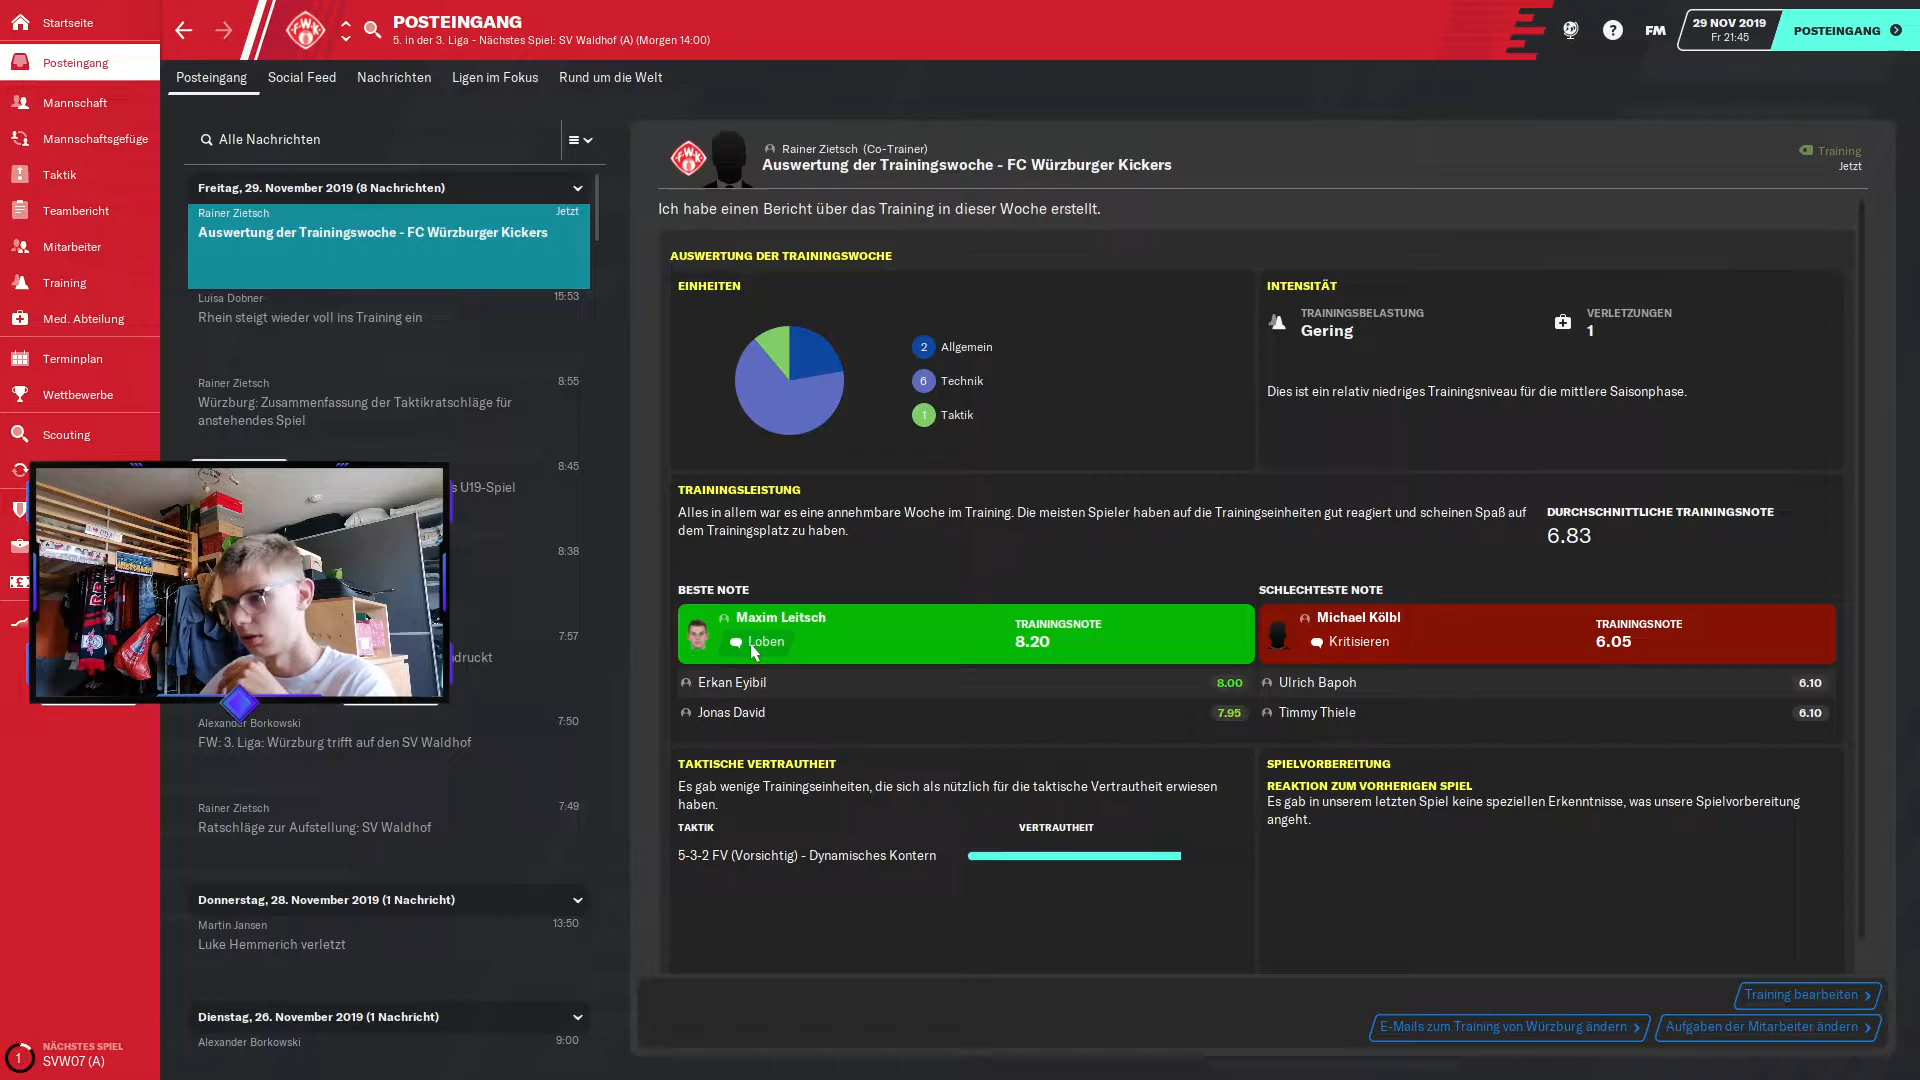 Startseite
Posteingang
Mannschaft
Mannschaftsgefüge
Taktik
Teambericht
Mitarbeiter
Training
Med. Abteilung
Terminplan
Wettbewerbe
Scouting
1
NÄCHSTES SPIEL
SVW07 (A)
FWK
POSTEINGANG
5. in der 3. Liga - Nächstes Spiel: SV Waldhof (A) (Morgen 14:00)
?
FM
29 NOV 2019
Fr 21:45
POSTEINGANG
Posteingang
Social Feed
Nachrichten
Ligen im Fokus
Rund um die Welt
Alle Nachrichten
Freitag, 29. November 2019 (8 Nachrichten)
Rainer Zietsch
Jetzt
Auswertung der Trainingswoche - FC Würzburger Kickers
Luisa Dobner
15:53
Rhein steigt wieder voll ins Training ein
Rainer Zietsch
8:55
Würzburg: Zusammenfassung der Taktikratschläge für
anstehendes Spiel
8:45
s U19-Spiel
8:38
7:57
druckt
Alexander Borkowski
7:50
FW: 3. Liga: Würzburg trifft auf den SV Waldhof
Rainer Zietsch
7:49
Ratschläge zur Aufstellung: SV Waldhof
Donnerstag, 28. November 2019 (1 Nachricht)
Martin Jansen
13:50
Luke Hemmerich verletzt
Dienstag, 26. November 2019 (1 Nachricht)
Alexander Borkowski
9:00
FWK
Rainer Zietsch (Co-Trainer)
Auswertung der Trainingswoche - FC Würzburger Kickers
Training
Jetzt
Ich habe einen Bericht über das Training in dieser Woche erstellt.
AUSWERTUNG DER TRAININGSWOCHE
EINHEITEN
2 Allgemein
6 Technik
1 Taktik
INTENSITÄT
TRAININGSBELASTUNG
Gering
VERLETZUNGEN
1
Dies ist ein relativ niedriges Trainingsniveau für die mittlere Saisonphase.
TRAININGSLEISTUNG
Alles in allem war es eine annehmbare Woche im Training. Die meisten Spieler haben auf die Trainingseinheiten gut reagiert und scheinen Spaß auf
dem Trainingsplatz zu haben.
DURCHSCHNITTLICHE TRAININGSNOTE
6.83
BESTE NOTE
Maxim Leitsch
Loben
TRAININGSNOTE
8.20
Erkan Eyibil
8.00
Jonas David
7.95
SCHLECHTESTE NOTE
Michael Kölbl
Kritisieren
TRAININGSNOTE
6.05
Ulrich Bapoh
6.10
Timmy Thiele
6.10
TAKTISCHE VERTRAUTHEIT
Es gab wenige Trainingseinheiten, die sich als nützlich für die taktische Vertrautheit erwiesen
haben.
TAKTIK
VERTRAUTHEIT
5-3-2 FV (Vorsichtig) - Dynamisches Kontern
SPIELVORBEREITUNG
REAKTION ZUM VORHERIGEN SPIEL
Es gab in unserem letzten Spiel keine speziellen Erkenntnisse, was unsere Spielvorbereitung
angeht.
Training bearbeiten
E-Mails zum Training von Würzburg ändern
Aufgaben der Mitarbeiter ändern